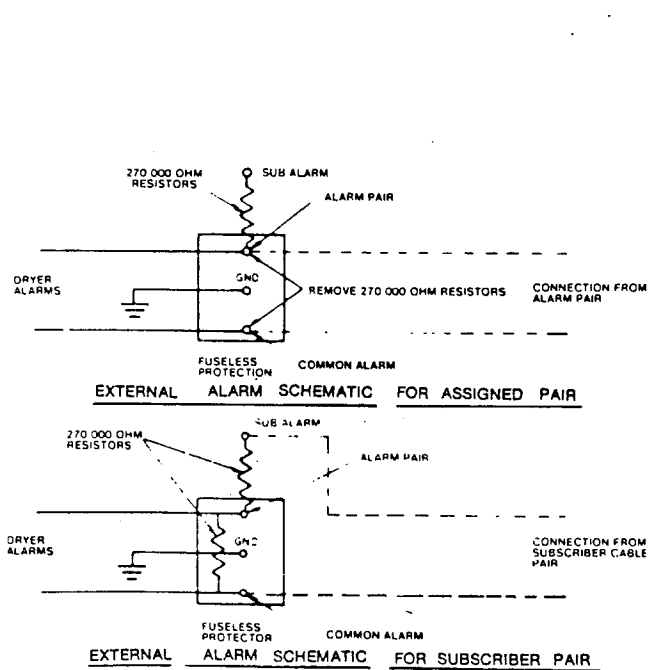 270 000 OHM
RESISTORS
SUB ALARM
ALARM PAIR
GND
DRYER
ALARMS
REMOVE 270 000 OHM RESISTORS
CONNECTION FROM
ALARM PAIR
FUSELESS
PROTECTION
COMMON ALARM
EXTERNAL ALARM SCHEMATIC FOR ASSIGNED PAIR
SUB ALARM
270 000 OHM
RESISTORS
ALARM PAIR
GND
DRYER
ALARMS
CONNECTION FROM
SUBSCRIBER CABLE
PAIR
FUSELESS
PROTECTOR
COMMON ALARM
EXTERNAL ALARM SCHEMATIC FOR SUBSCRIBER PAIR